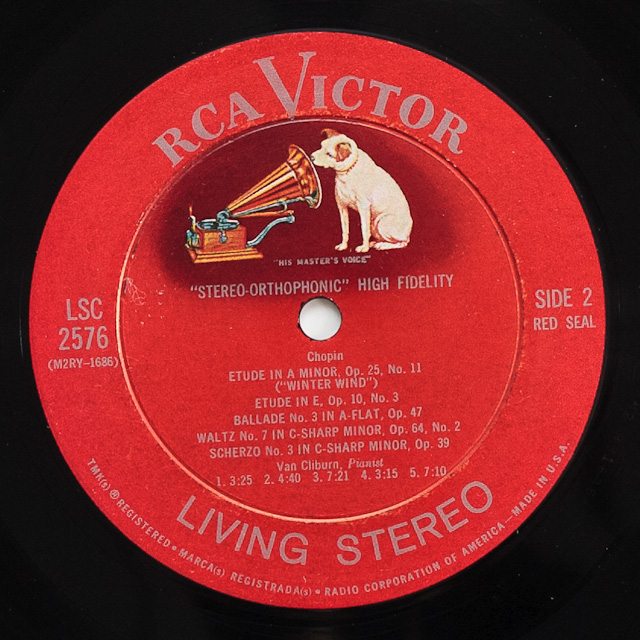 RCA VICTOR
"HIS MASTER'S VOICE"
"STEREO-ORTHOPHONIC" HIGH FIDELITY
LSC
2576
(M2RY-1686)
SIDE 2
RED SEAL
Chopin
ETUDE IN A MINOR, Op. 25, No. 11
("WINTER WIND")
ETUDE IN E, Op. 10, No. 3
BALLADE No. 3 IN A-FLAT, Op. 47
WALTZ No. 7 IN C-SHARP MINOR, Op. 64, No. 2
SCHERZO No. 3 IN C-SHARP MINOR, Op. 39
Van Cliburn, Pianist
1. 3:25 2. 4:40 3. 7:21 4. 3:15 5. 7:10
LIVING STEREO
TMK(s) ® REGISTERED • MARCA(s) REGISTRADA(s) • RADIO CORPORATION OF AMERICA—MADE IN U.S.A.